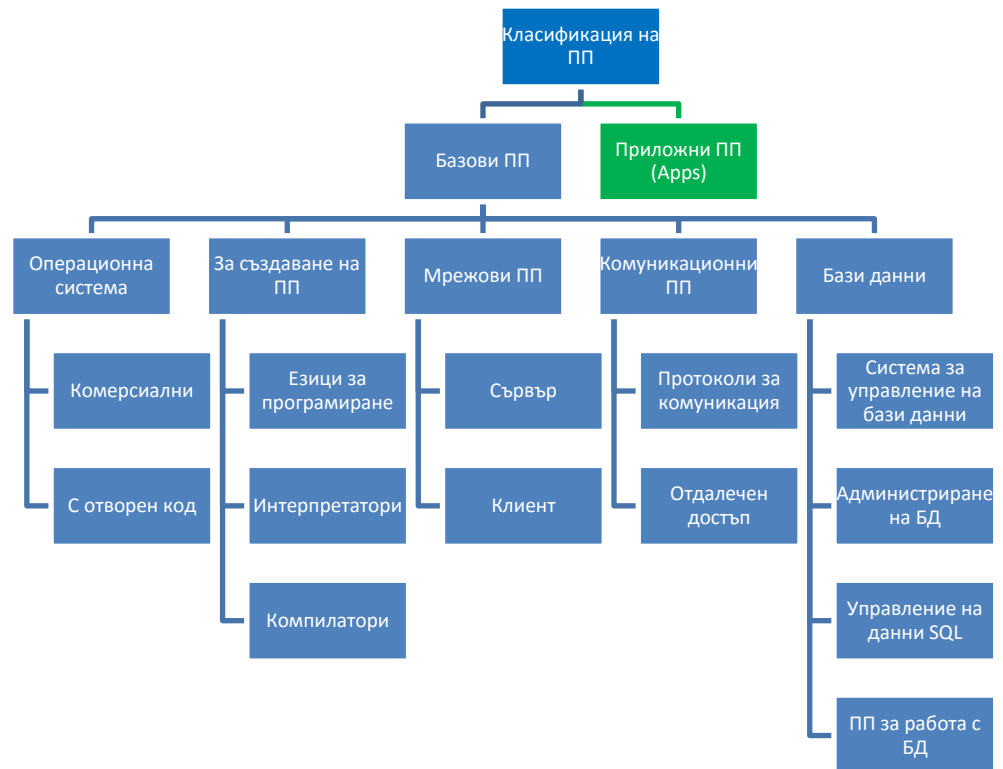 Класификация на
ПП
Базови ПП
Приложни ПП
(Apps)
Операционна
система
За създаване на
ПП
Мрежови ПП
Комуникационни
ПП
Бази данни
Комерсиални
Езици за
програмиране
Сървър
Протоколи за
комуникация
Система за
управление на
бази данни
С отворен код
Интерпретатори
Клиент
Отдалечен
достъп
Администриране
на БД
Компилатори
Управление на
данни SQL
ПП за работа с
БД